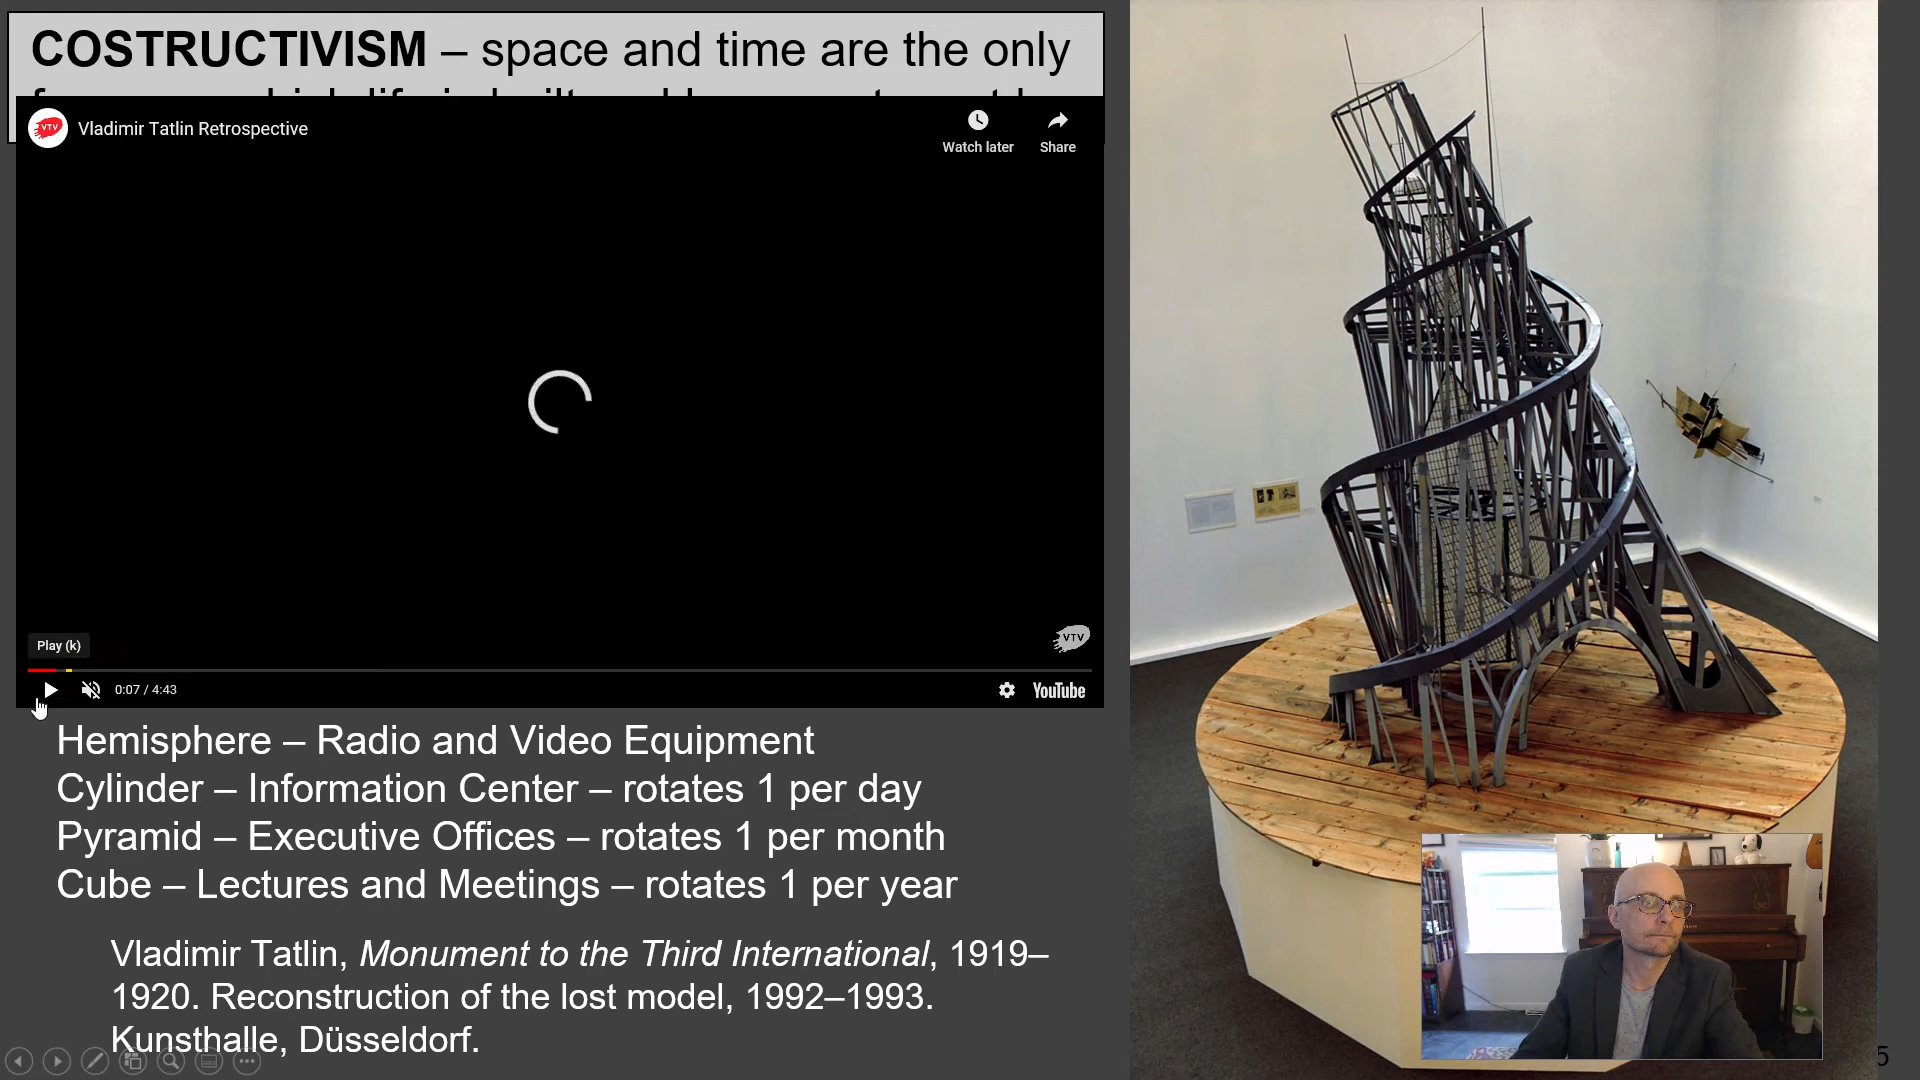 COSTRUCTIVISM – space and time are the only
Vladimir Tatlin Retrospective
Watch later
Share
VTV
VTV
Play (k)
0:07 / 4:43
YouTube
Hemisphere – Radio and Video Equipment
Cylinder – Information Center – rotates 1 per day
Pyramid – Executive Offices – rotates 1 per month
Cube – Lectures and Meetings – rotates 1 per year
Vladimir Tatlin, Monument to the Third International, 1919–
1920. Reconstruction of the lost model, 1992–1993.
Kunsthalle, Düsseldorf.
5